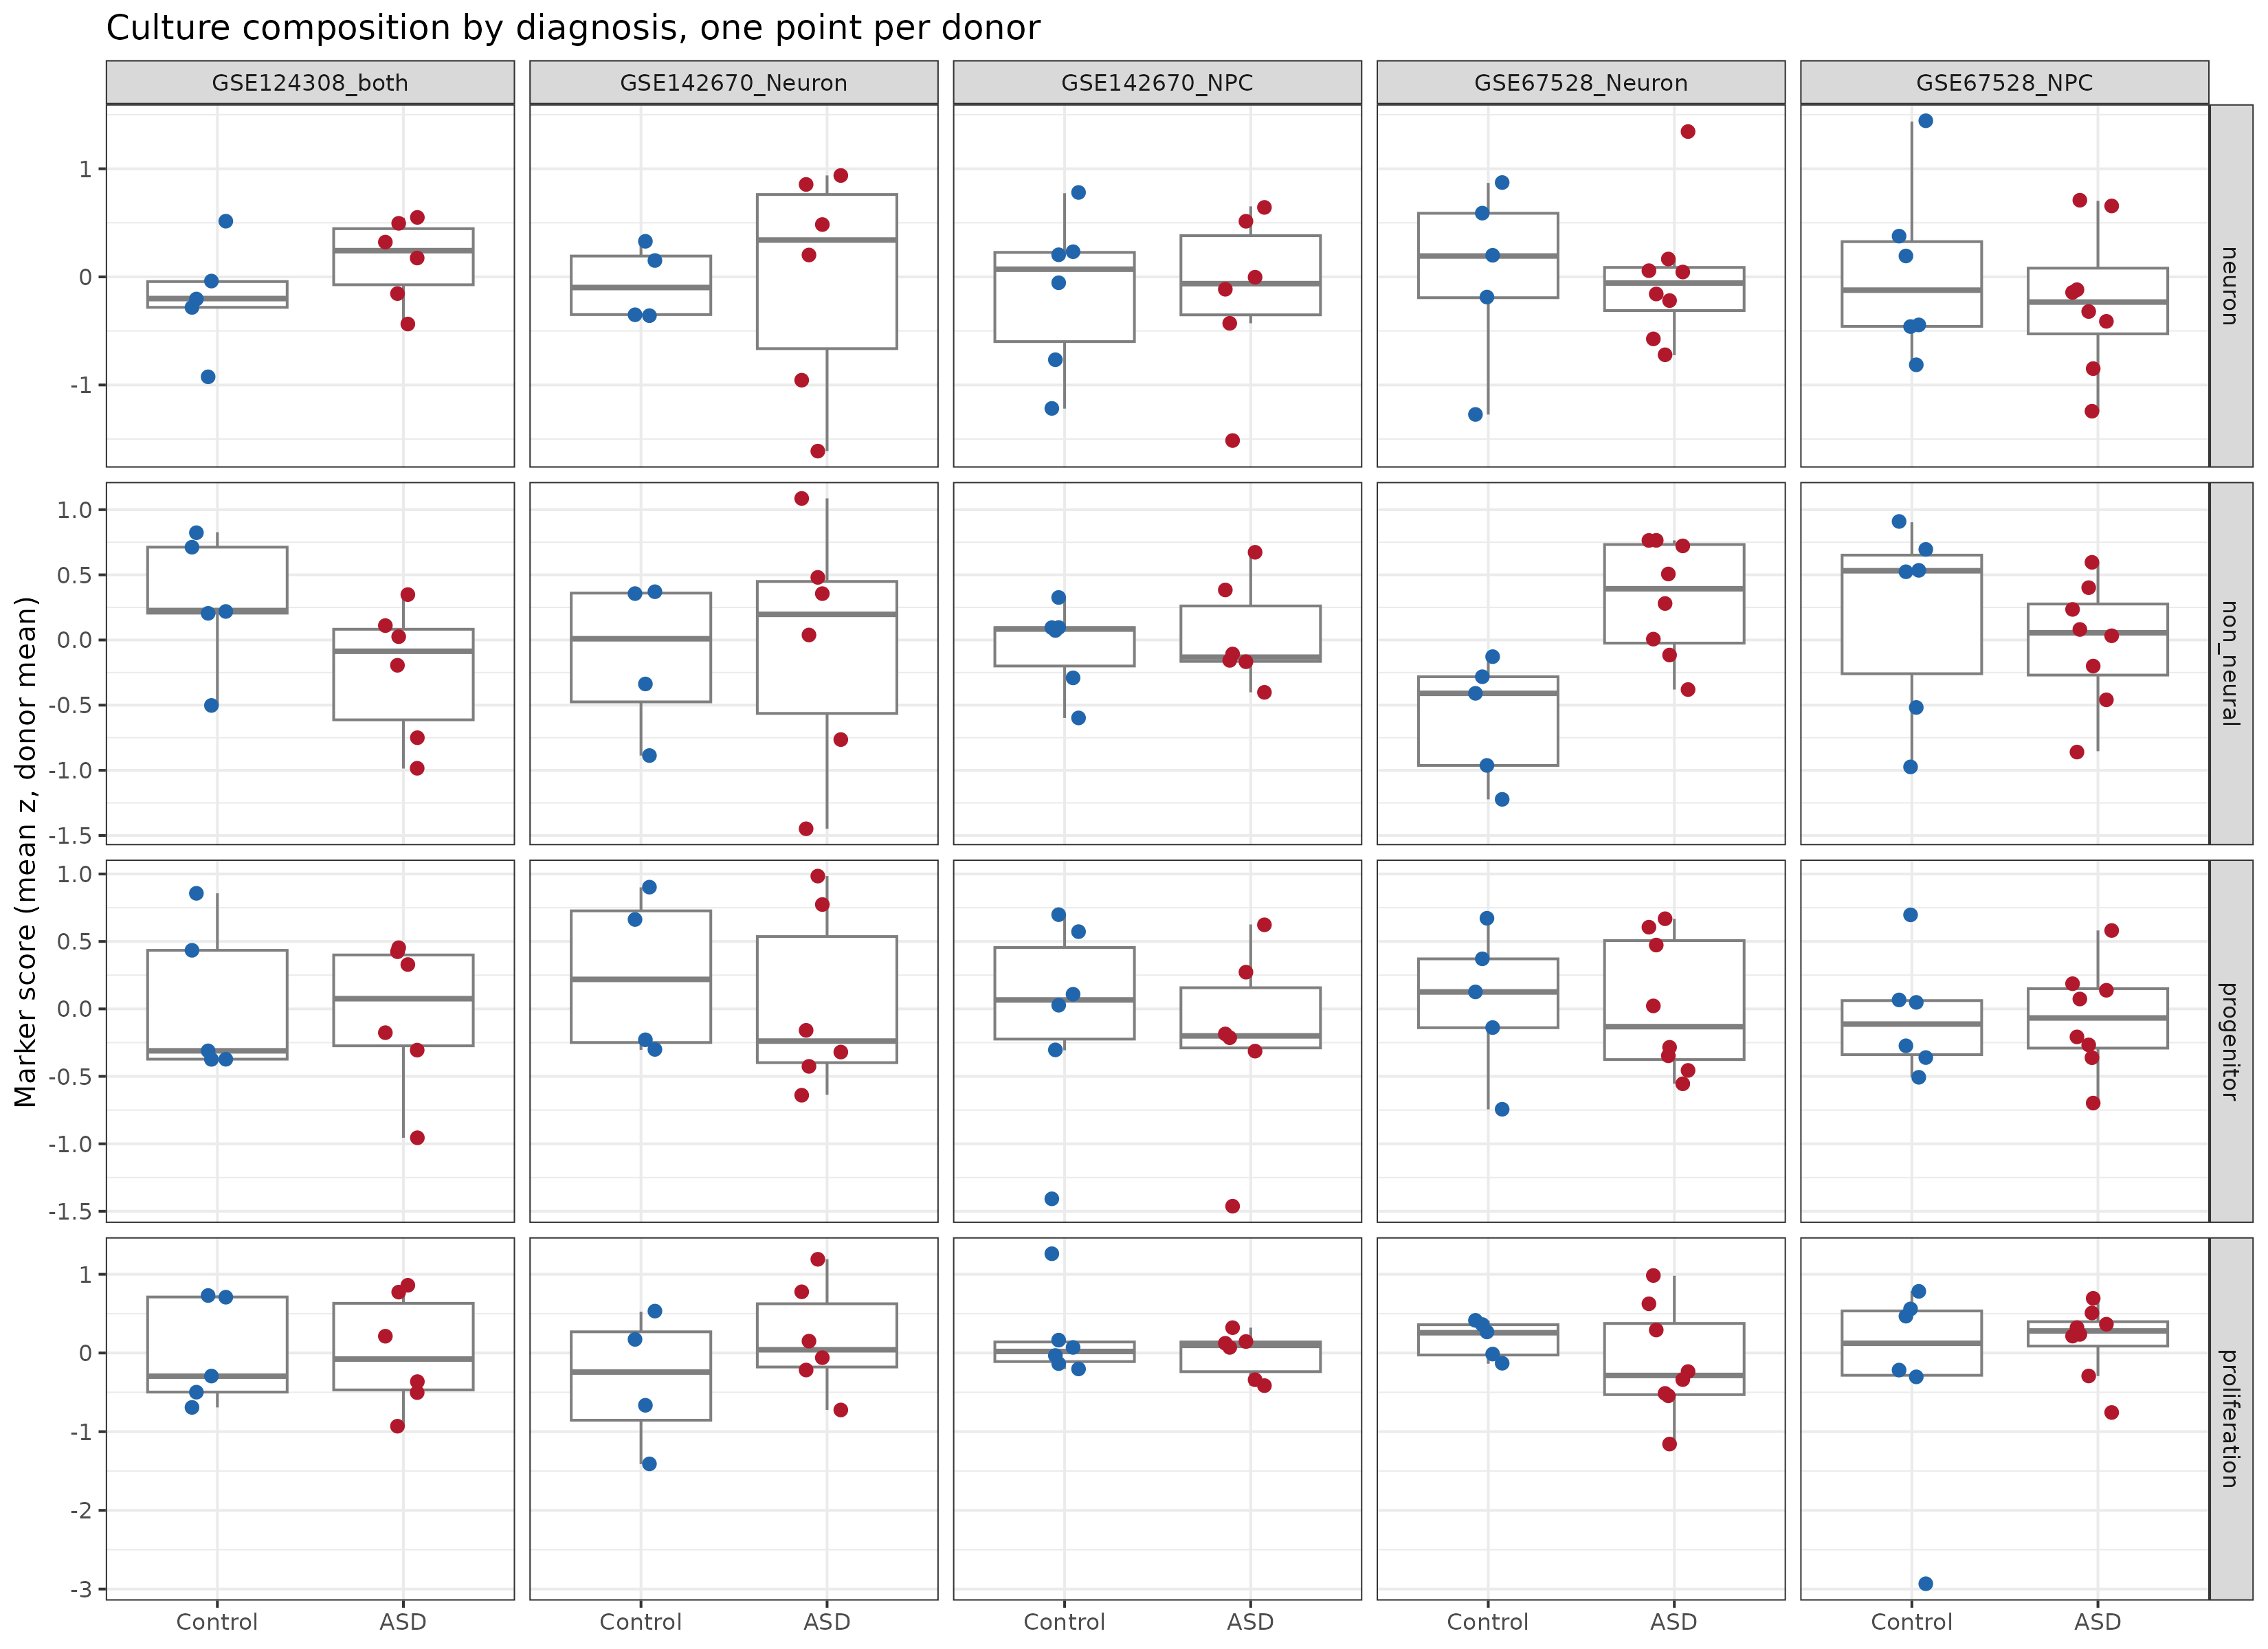 Culture composition by diagnosis, one point per donor
GSE124308_both GSE142670_Neuron GSE142670_NPC GSE67528_Neuron GSE67528_NPC
Marker score (mean z, donor mean)
1
0
-1
neuron
1.0
0.5
0.0
-0.5
-1.0
-1.5
non_neural
1.0
0.5
0.0
-0.5
-1.0
-1.5
progenitor
1
0
-1
-2
-3
proliferation
Control ASD Control ASD Control ASD Control ASD Control ASD